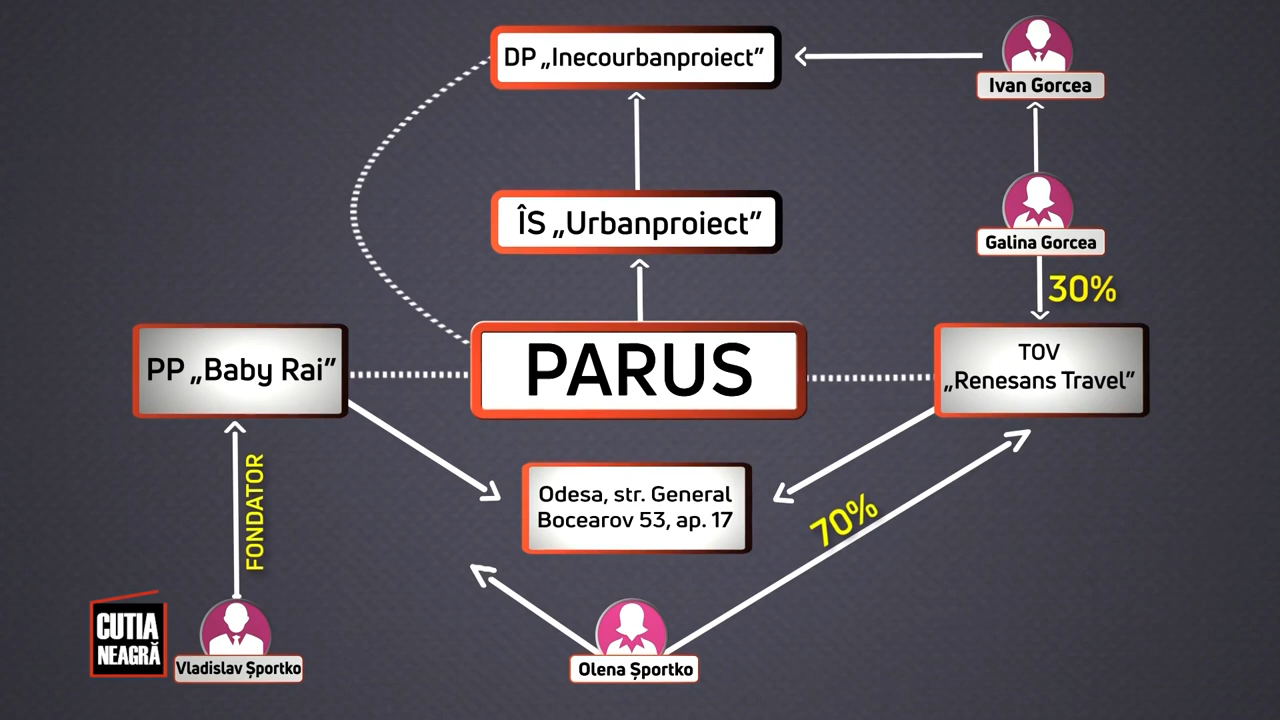 DP „Inecourbanproiect”
Ivan Gorcea
ÎS „Urbanproiect”
Galina Gorcea
30%
PP „Baby Rai”
PARUS
TOV
„Renesans Travel”
FONDATOR
Odesa, str. General
Bocearov 53, ap. 17
70%
CUTIA
NEAGRĂ
Vladislav Șportko
Olena Șportko